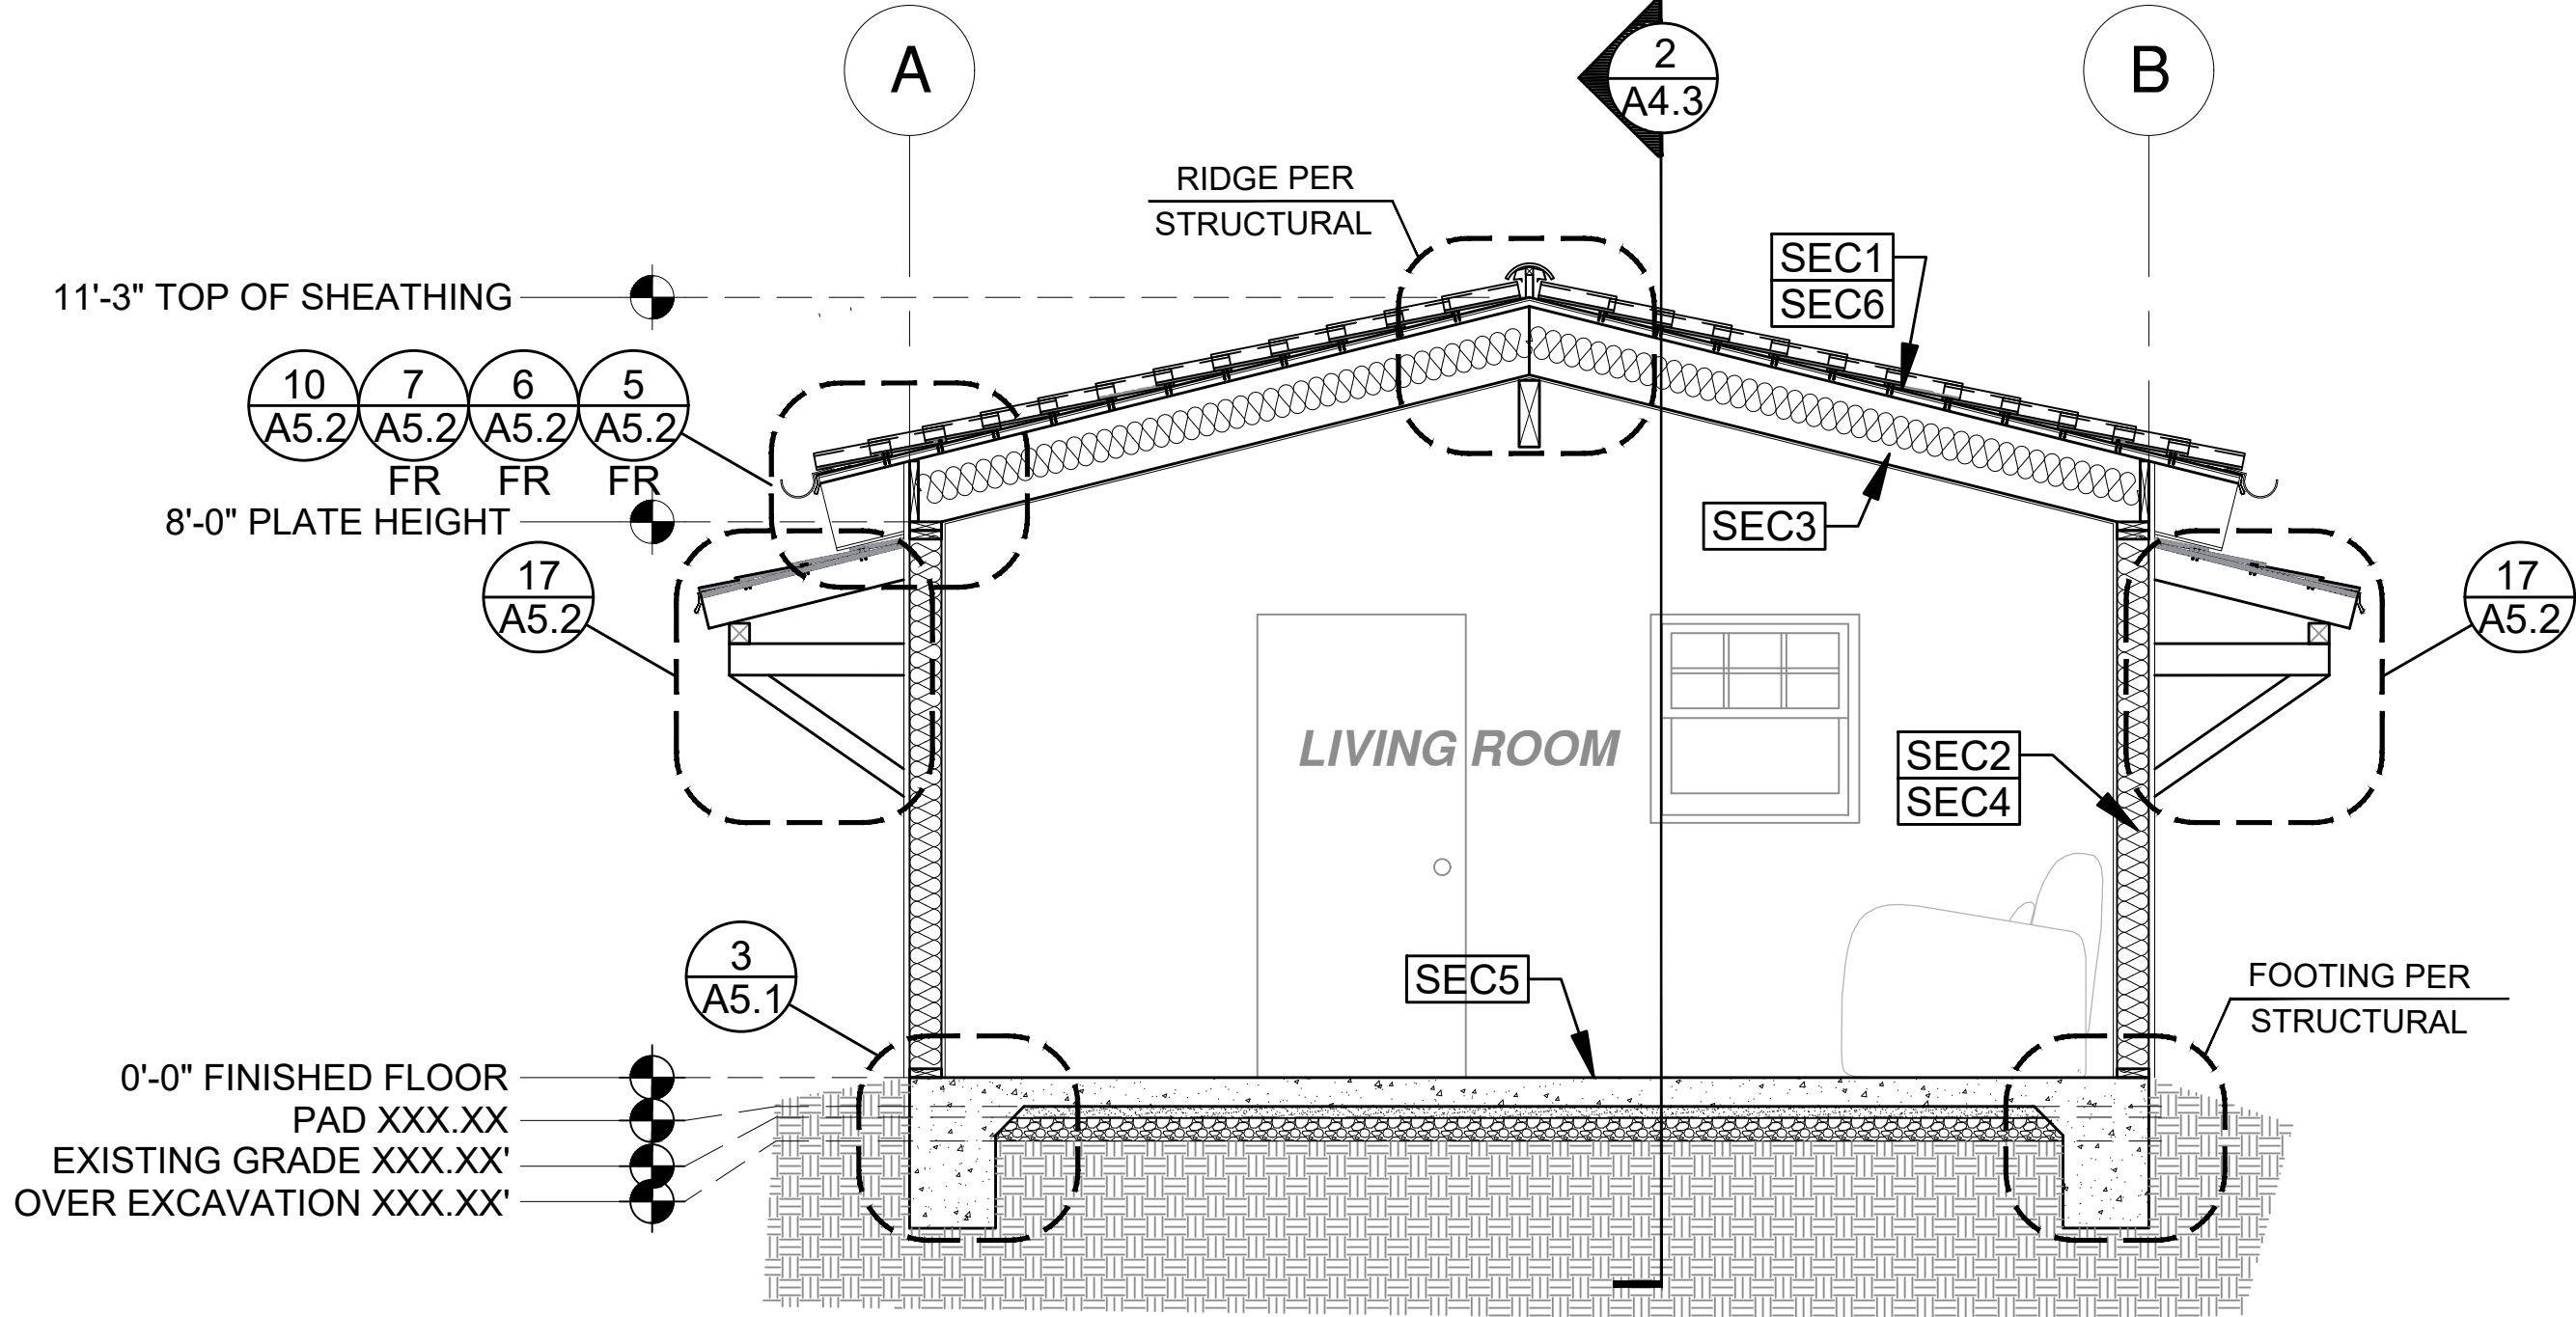 A
2
A4.3
B
RIDGE PER
STRUCTURAL
SEC1
SEC6
11'-3" TOP OF SHEATHING
10
A5.2
7
A5.2
FR
6
A5.2
FR
5
A5.2
FR
8'-0" PLATE HEIGHT
SEC3
17
A5.2
17
A5.2
LIVING ROOM
SEC2
SEC4
3
A5.1
SEC5
FOOTING PER
STRUCTURAL
0'-0" FINISHED FLOOR
PAD XXX.XX
EXISTING GRADE XXX.XX'
OVER EXCAVATION XXX.XX'